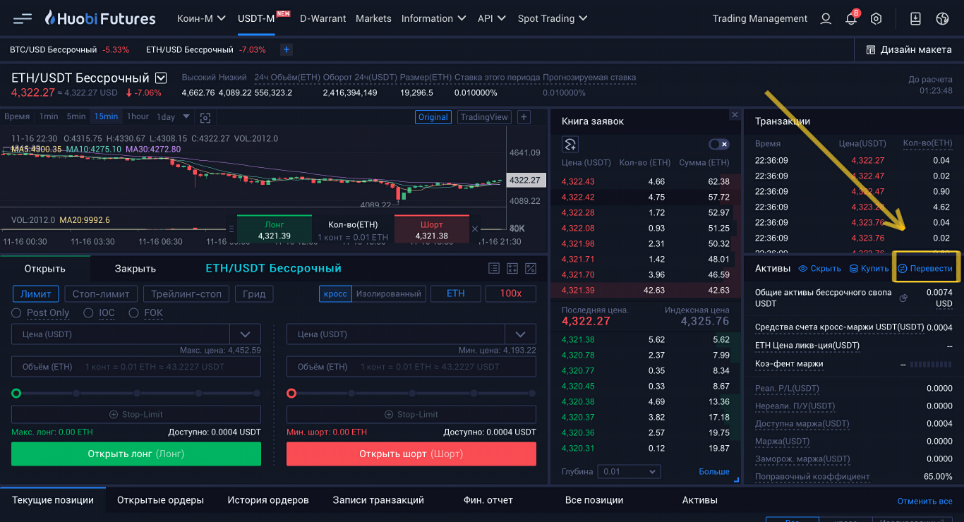 Huobi Futures Коин-М USDT-M NEW D-Warrant Markets Information API Spot Trading Trading Management 8
BTC/USD Бессрочный -5.33% ETH/USD Бессрочный -7.03% + Дизайн макета
ETH/USDT Бессрочный Высокий Низкий 24ч Объём(ETH) Оборот 24ч(USDT) Размер(ETH) Ставка этого периода Прогнозируемая ставка До расчета
4,322.27 ≈ 4,322.27 USD -7.06% 4,662.76 4,089.22 556,323.2 2,416,394,149 19,296.5 0.010000% 0.010000% 01:23:48
Время 1min 5min 15min 1hour 1day Original TradingView +
11-16 22:30 O:4315.75 H:4330.67 L:4308.15 C:4322.27 VOL:2012.0
MA5:4300.35 MA10:4275.10 MA30:4272.80
4641.09
4322.27
4089.22
4089.22
VOL:2012.0 MA20:9992.6
80K
Лонг
4,321.39
Кол-во(ETH)
1 конт = 0.01 ETH
Шорт
4,321.38
11-16 00:30 11-16 03:30 11-16 21:30
Книга заявок
Цена (USDT) Кол-во (ETH) Сумма (ETH)
4,322.43 4.66 62.38
4,322.42 4.75 57.72
4,322.28 1.72 52.97
4,322.08 0.93 51.25
4,321.98 2.31 50.32
4,321.71 1.42 48.01
4,321.70 3.96 46.59
4,321.39 42.63 42.63
Последняя цена Индексная цена
4,322.27 4,325.76
4,321.38 5.62 5.62
4,320.78 2.37 7.99
4,320.77 0.35 8.34
4,320.41 0.33 8.67
4,320.38 4.69 13.36
4,320.37 3.82 17.18
4,320.36 2.57 19.75
4,320.31 0.12 19.87
Глубина 0.01 Больше
Транзакции
Время Цена(USDT) Кол-во(ETH)
22:36:09 4,322.27 0.04
22:36:09 4,322.47 0.02
22:36:09 4,322.47 0.90
22:36:09 4.62
22:36:09 4,323.76 0.04
22:36:09 4,323.76 0.02
Активы Скрыть Купить Перевести
Общие активы бессрочного свопа USDT 0.0074 USD
Средства счета кросс-маржи USDT(USDT) 0.0004
ETH Цена ликв-ция(USDT) --
Коэ-фент маржи --
Реал. P/L(USDT) 0.0000
Нереали. П/У(USDT) 0.0000
Доступна маржа(USDT) 0.0004
Маржа(USDT) 0.0000
Заморож. маржа(USDT) 0.0000
Поправочный коэффициент 65.00%
Открыть Закрыть ETH/USDT Бессрочный
Лимит Стоп-лимит Трейлинг-стоп Грид кросс Изолированный ETH 100x
Post Only IOC FOK
Цена (USDT) Цена (USDT)
Макс. цена: 4,452.59 Мин. цена: 4,193.22
Объём (ETH) 1 конт = 0.01 ETH ≈ 43.2227 USDT Объём (ETH) 1 конт = 0.01 ETH ≈ 43.2227 USDT
Stop-Limit Stop-Limit
Макс. лонг: 0.00 ETH Доступно: 0.0004 USDT Мин. шорт: 0.00 ETH Доступно: 0.0004 USDT
Открыть лонг (Лонг) Открыть шорт (Шорт)
Текущие позиции Открытые ордеры История ордеров Записи транзакций Фин. отчет Все позиции Активы Отменить все